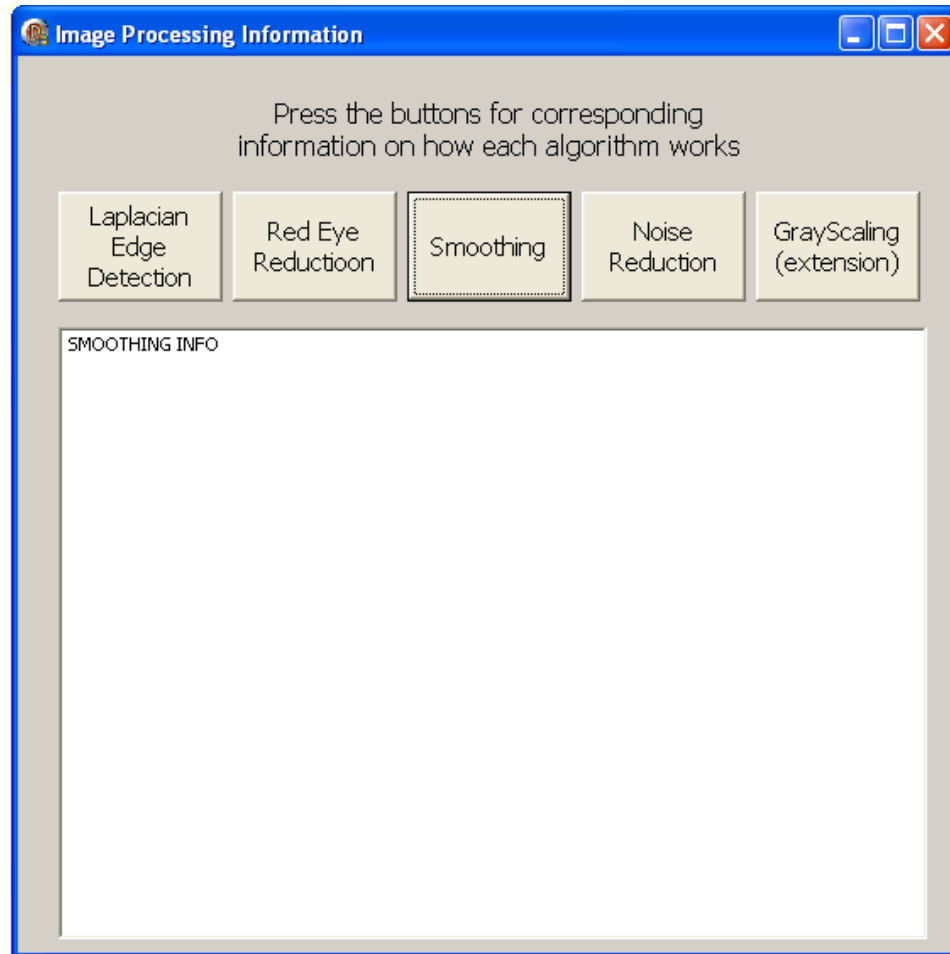 Image Processing Information
Press the buttons for corresponding
information on how each algorithm works
Laplacian
Edge
Detection
Red Eye
Reductioon
Smoothing
Noise
Reduction
GrayScaling
(extension)
SMOOTHING INFO